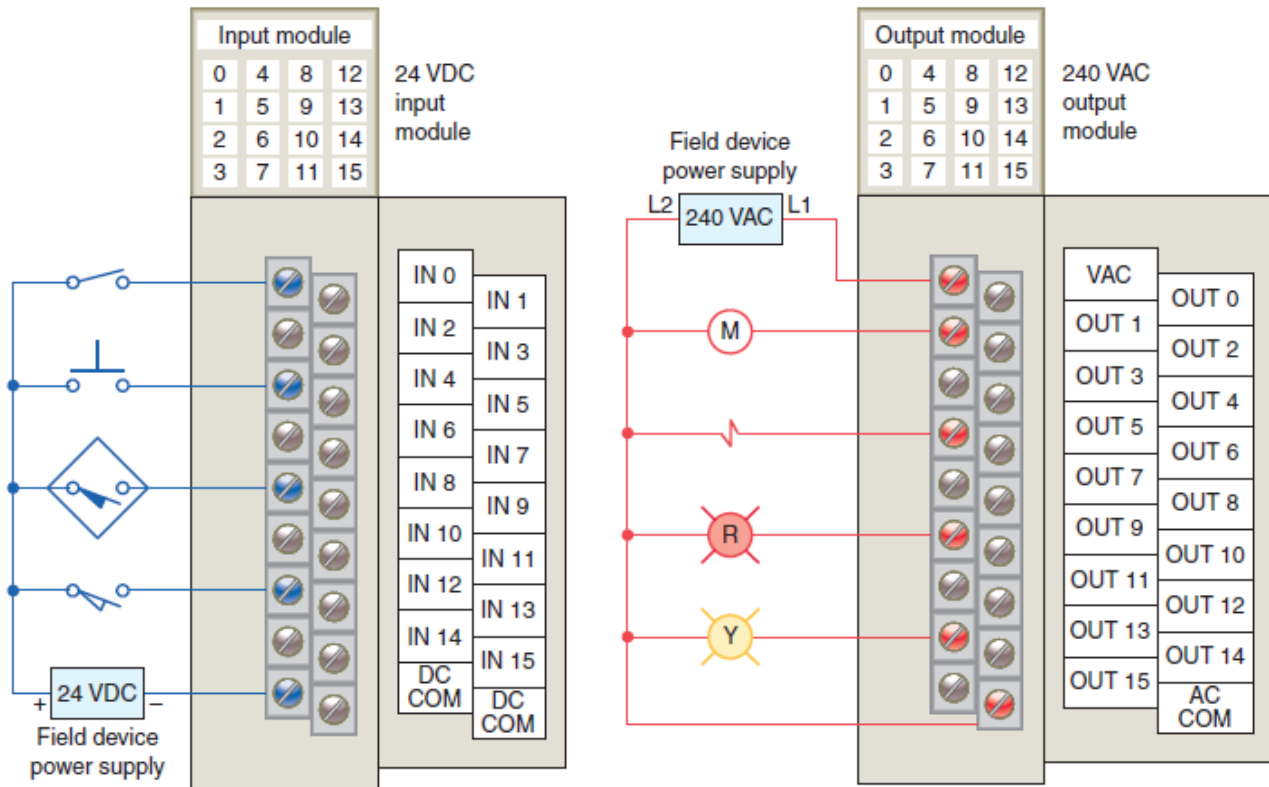 Input module
0 4 8 12
1 5 9 13
2 6 10 14
3 7 11 15
24 VDC
input
module
IN 0
IN 1
IN 2
IN 3
IN 4
IN 5
IN 6
IN 7
IN 8
IN 9
IN 10
IN 11
IN 12
IN 13
IN 14
IN 15
DC
COM
DC
COM
+ 24 VDC −
Field device
power supply
Output module
0 4 8 12
1 5 9 13
2 6 10 14
3 7 11 15
240 VAC
output
module
Field device
power supply
L2 240 VAC L1
M
R
Y
VAC
OUT 0
OUT 1
OUT 2
OUT 3
OUT 4
OUT 5
OUT 6
OUT 7
OUT 8
OUT 9
OUT 10
OUT 11
OUT 12
OUT 13
OUT 14
OUT 15
AC
COM